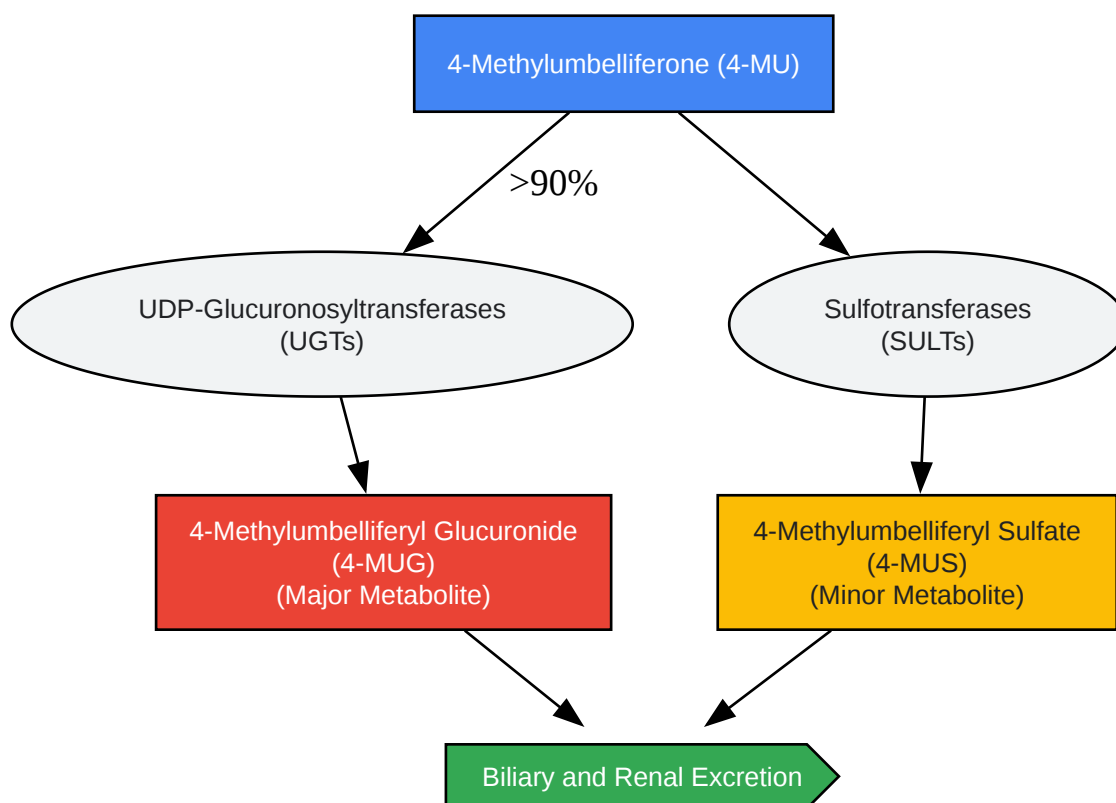 4-Methylumbelliferone (4-MU)
>90%
UDP-Glucuronosyltransferases
(UGTs)
Sulfotransferases
(SULTs)
4-Methylumbelliferyl Glucuronide
(4-MUG)
(Major Metabolite)
4-Methylumbelliferyl Sulfate
(4-MUS)
(Minor Metabolite)
Biliary and Renal Excretion